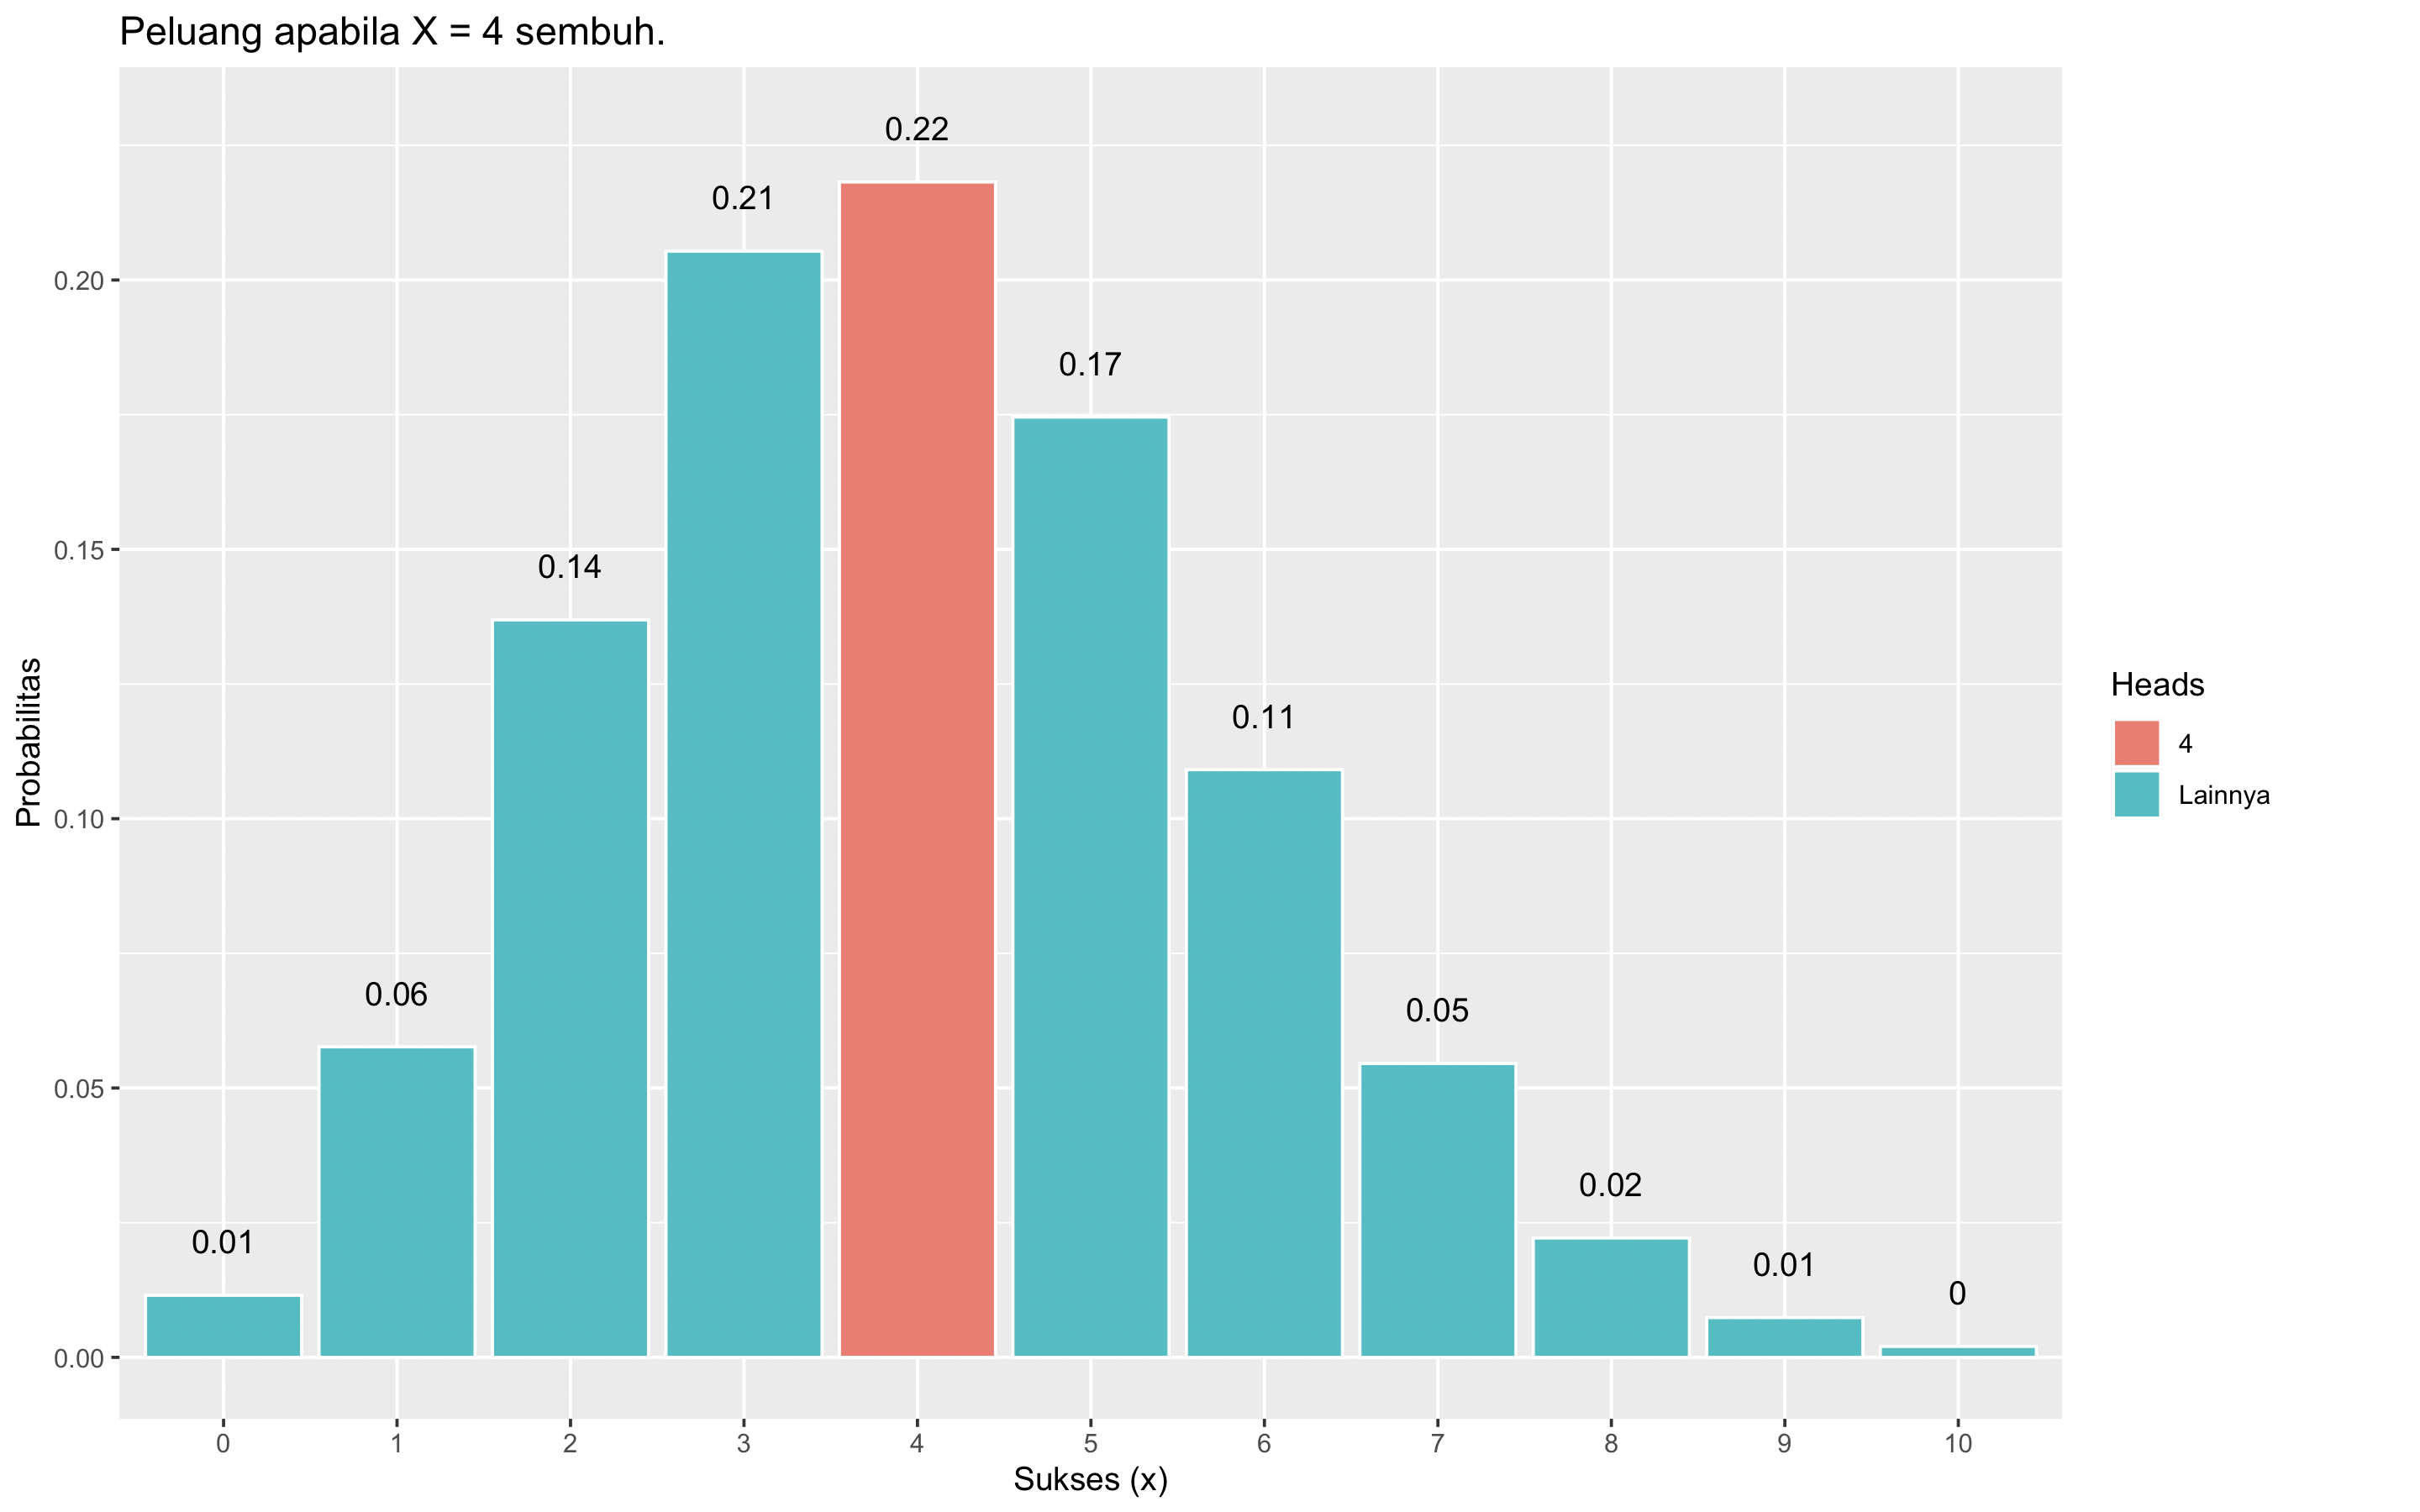 Peluang apabila X = 4 sembuh.
0.22
0.21
0.17
0.14
0.11
0.06
0.05
0.02
0.01
0.01
0
0.20
0.15
0.10
0.05
0.00
Probabilitas
0 1 2 3 4 5 6 7 8 9 10
Sukses (x)
Heads
4
Lainnya